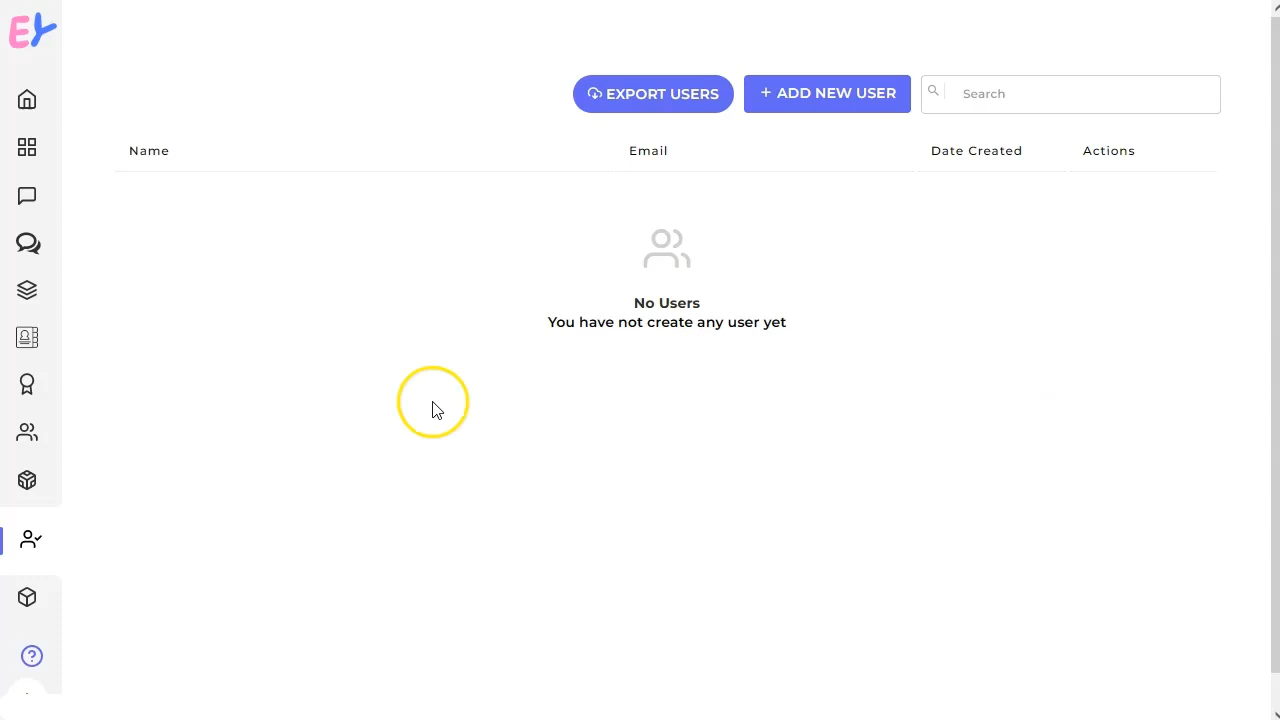 EY
EXPORT USERS
+ ADD NEW USER
Search
Name
Email
Date Created
Actions
No Users
You have not create any user yet
?